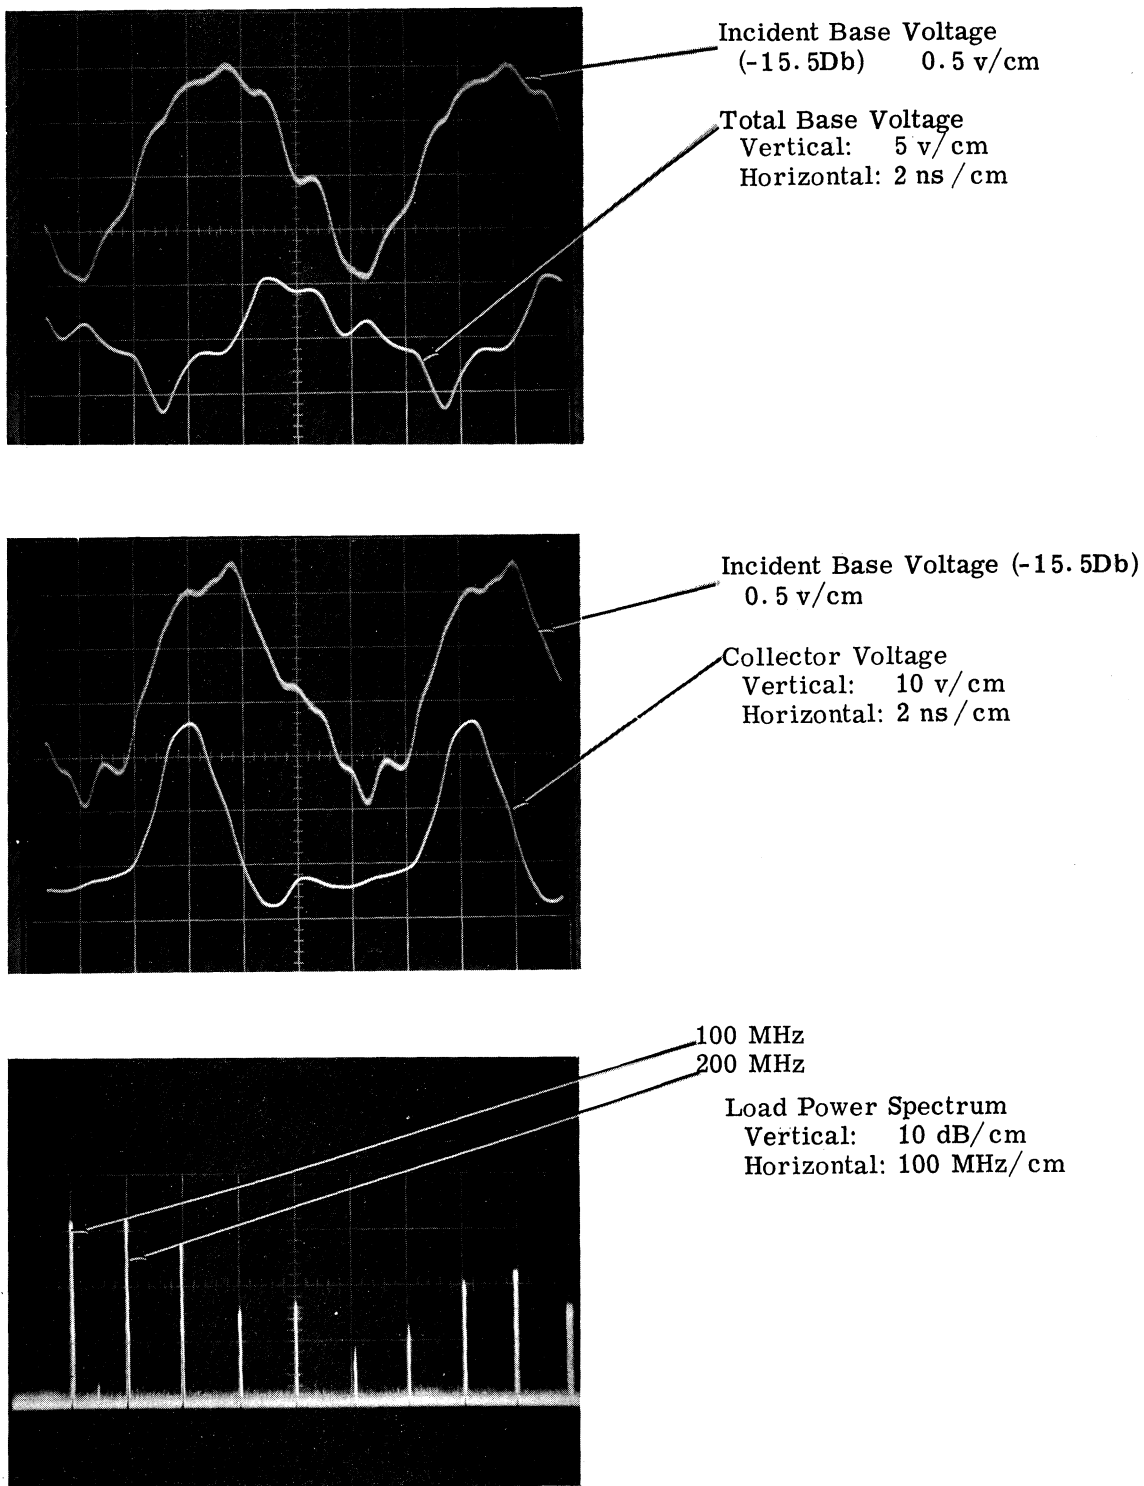 Incident Base Voltage
(-15.5Db) 0.5 v/cm
Total Base Voltage
Vertical: 5 v/cm
Horizontal: 2 ns/cm
Incident Base Voltage (-15.5Db)
0.5 v/cm
Collector Voltage
Vertical: 10 v/cm
Horizontal: 2 ns/cm
100 MHz
200 MHz
Load Power Spectrum
Vertical: 10 dB/cm
Horizontal: 100 MHz/cm